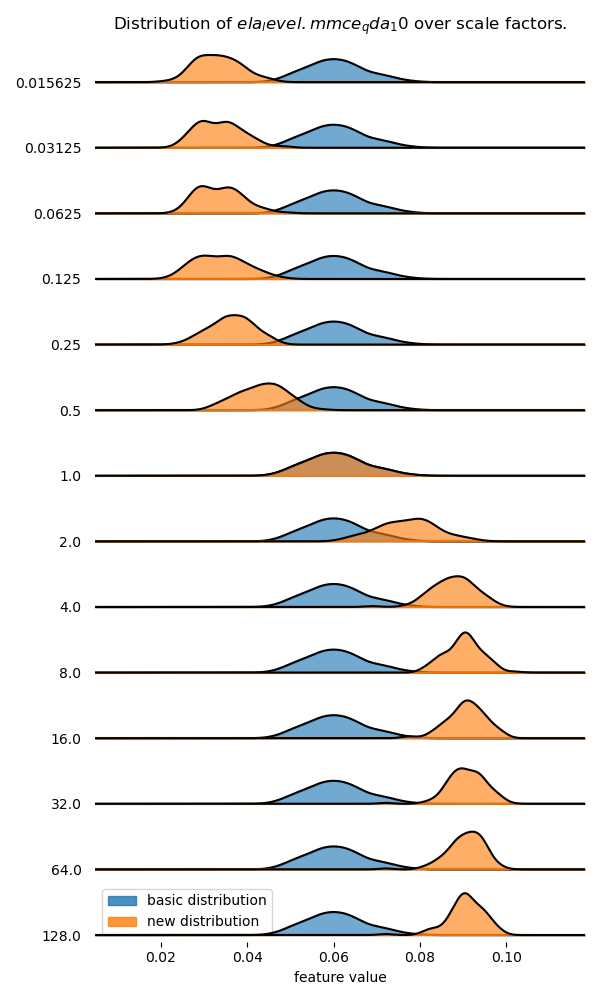 Distribution of elaₗevel.mmce_qda₁0 over scale factors.
0.015625
0.03125
0.0625
0.125
0.25
0.5
1.0
2.0
4.0
8.0
16.0
32.0
64.0
128.0
basic distribution
new distribution
0.02 0.04 0.06 0.08 0.10
feature value